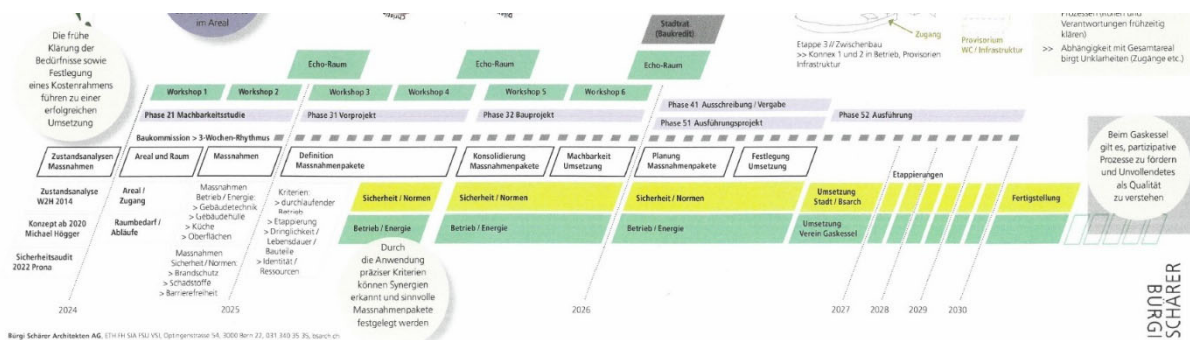 im Areal
Die frühe
Klärung der
Bedürfnisse sowie
Festlegung
eines Kostenrahmens
führen zu einer
erfolgreichen
Umsetzung
Stadtrat
(Baukredit)
Zugang
Etappe 3 // Zwischenbau
>> Konnex 1 und 2 in Betrieb, Provisorien
Infrastruktur
Provisorium
WC / Infrastruktur
Verantwortungen frühzeitig
klären)
>> Abhängigkeit mit Gesamtareal
birgt Unklarheiten (Zugänge etc.)
Echo-Raum
Echo-Raum
Echo-Raum
Workshop 1
Workshop 2
Workshop 3
Workshop 4
Workshop 5
Workshop 6
Phase 21 Machbarkeitsstudie
Phase 31 Vorprojekt
Phase 32 Bauprojekt
Phase 41 Ausschreibung / Vergabe
Phase 51 Ausführungsprojekt
Phase 52 Ausführung
Baukommission > 3-Wochen-Rhythmus
Zustandsanalysen
Massnahmen
Areal und Raum
Massnahmen
Definition
Massnahmenpakete
Konsolidierung
Massnahmenpakete
Machbarkeit
Umsetzung
Planung
Massnahmenpakete
Festlegung
Umsetzung
Etappierungen
Beim Gaskessel
gilt es, partizipative
Prozesse zu fördern
und Unvollendetes
als Qualität
zu verstehen
Zustandsanalyse
W2H 2014
Konzept ab 2020
Michael Högger
Sicherheitsaudit
2022 Prona
Areal /
Zugang
Raumbedarf /
Abläufe
Massnahmen
Betrieb / Energie:
> Gebäudetechnik
> Gebäudehülle
> Küche
> Oberflächen
Massnahmen
Sicherheit / Normen:
> Brandschutz
> Schadstoffe
> Barrierefreiheit
Kriterien:
> durchlaufender
Betrieb
> Etappierung
> Dringlichkeit /
Lebensdauer /
Bauteile
> Identität /
Ressourcen
Sicherheit / Normen
Sicherheit / Normen
Sicherheit / Normen
Umsetzung
Stadt / Bsarch
Fertigstellung
Betrieb / Energie
Betrieb / Energie
Betrieb / Energie
Umsetzung
Verein Gaskessel
Durch
die Anwendung
präziser Kriterien
können Synergien
erkannt und sinnvolle
Massnahmenpakete
festgelegt werden
2024
2025
2026
2027
2028
2029
2030
Bürgi Schärer Architekten AG, ETH FH SIA FSU VSI, Optingenstrasse 54, 3000 Bern 22, 031 340 35 35, bsarch.ch
SCHÄRER
BÜRGI